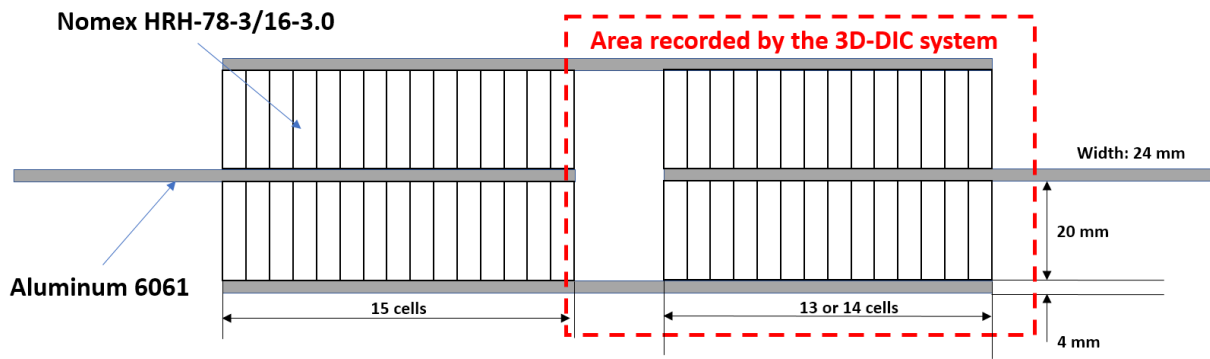 Nomex HRH-78-3/16-3.0
Area recorded by the 3D-DIC system
Width: 24 mm
20 mm
Aluminum 6061
15 cells
13 or 14 cells
4 mm